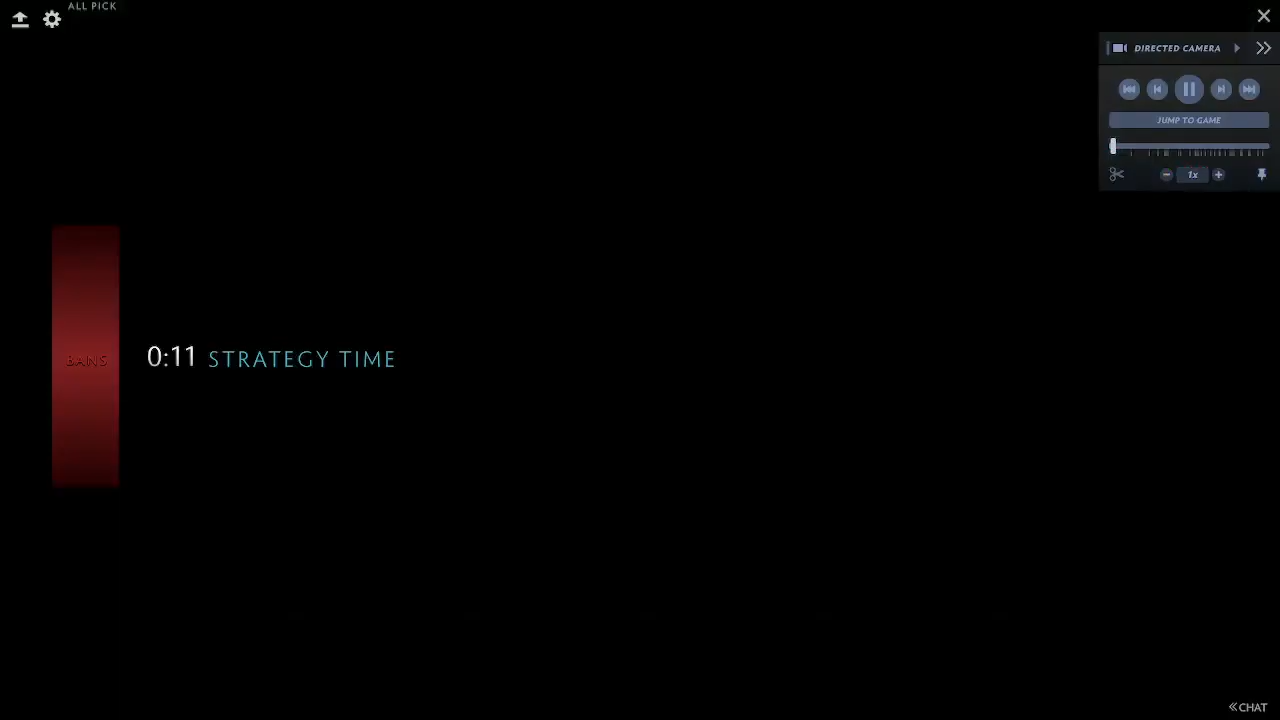 ALL PICK
DIRECTED CAMERA
JUMP TO GAME
1x
BANS
0:11 STRATEGY TIME
CHAT